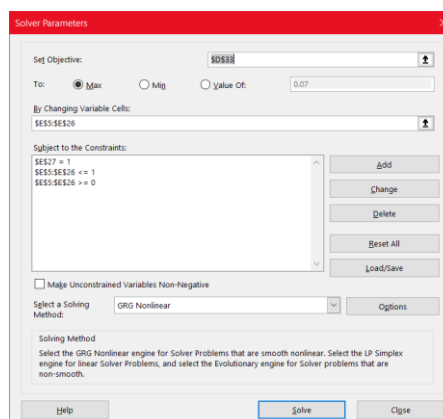 Solver Parameters
Set Objective: $D$33
To: Max Min Value Of: 0.07
By Changing Variable Cells:
$E$5:$E$26
Subject to the Constraints:
$E$27 = 1
$E$5:$E$26 <= 1
$E$5:$E$26 >= 0
Add
Change
Delete
Reset All
Load/Save
Make Unconstrained Variables Non-Negative
Select a Solving Method: GRG Nonlinear Options
Solving Method
Select the GRG Nonlinear engine for Solver Problems that are smooth nonlinear. Select the LP Simplex
engine for linear Solver Problems, and select the Evolutionary engine for Solver problems that are
non-smooth.
Help Solve Close